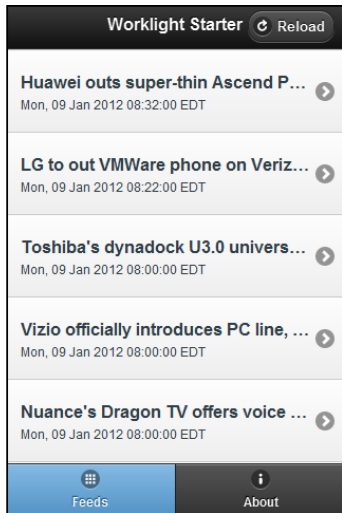 Worklight Starter Reload
Huawei outs super-thin Ascend P...
Mon, 09 Jan 2012 08:32:00 EDT
LG to out VMWare phone on Veriz...
Mon, 09 Jan 2012 08:22:00 EDT
Toshiba's dynadock U3.0 univers...
Mon, 09 Jan 2012 08:00:00 EDT
Vizio officially introduces PC line, ...
Mon, 09 Jan 2012 08:00:00 EDT
Nuance's Dragon TV offers voice ...
Mon, 09 Jan 2012 08:00:00 EDT
Feeds About